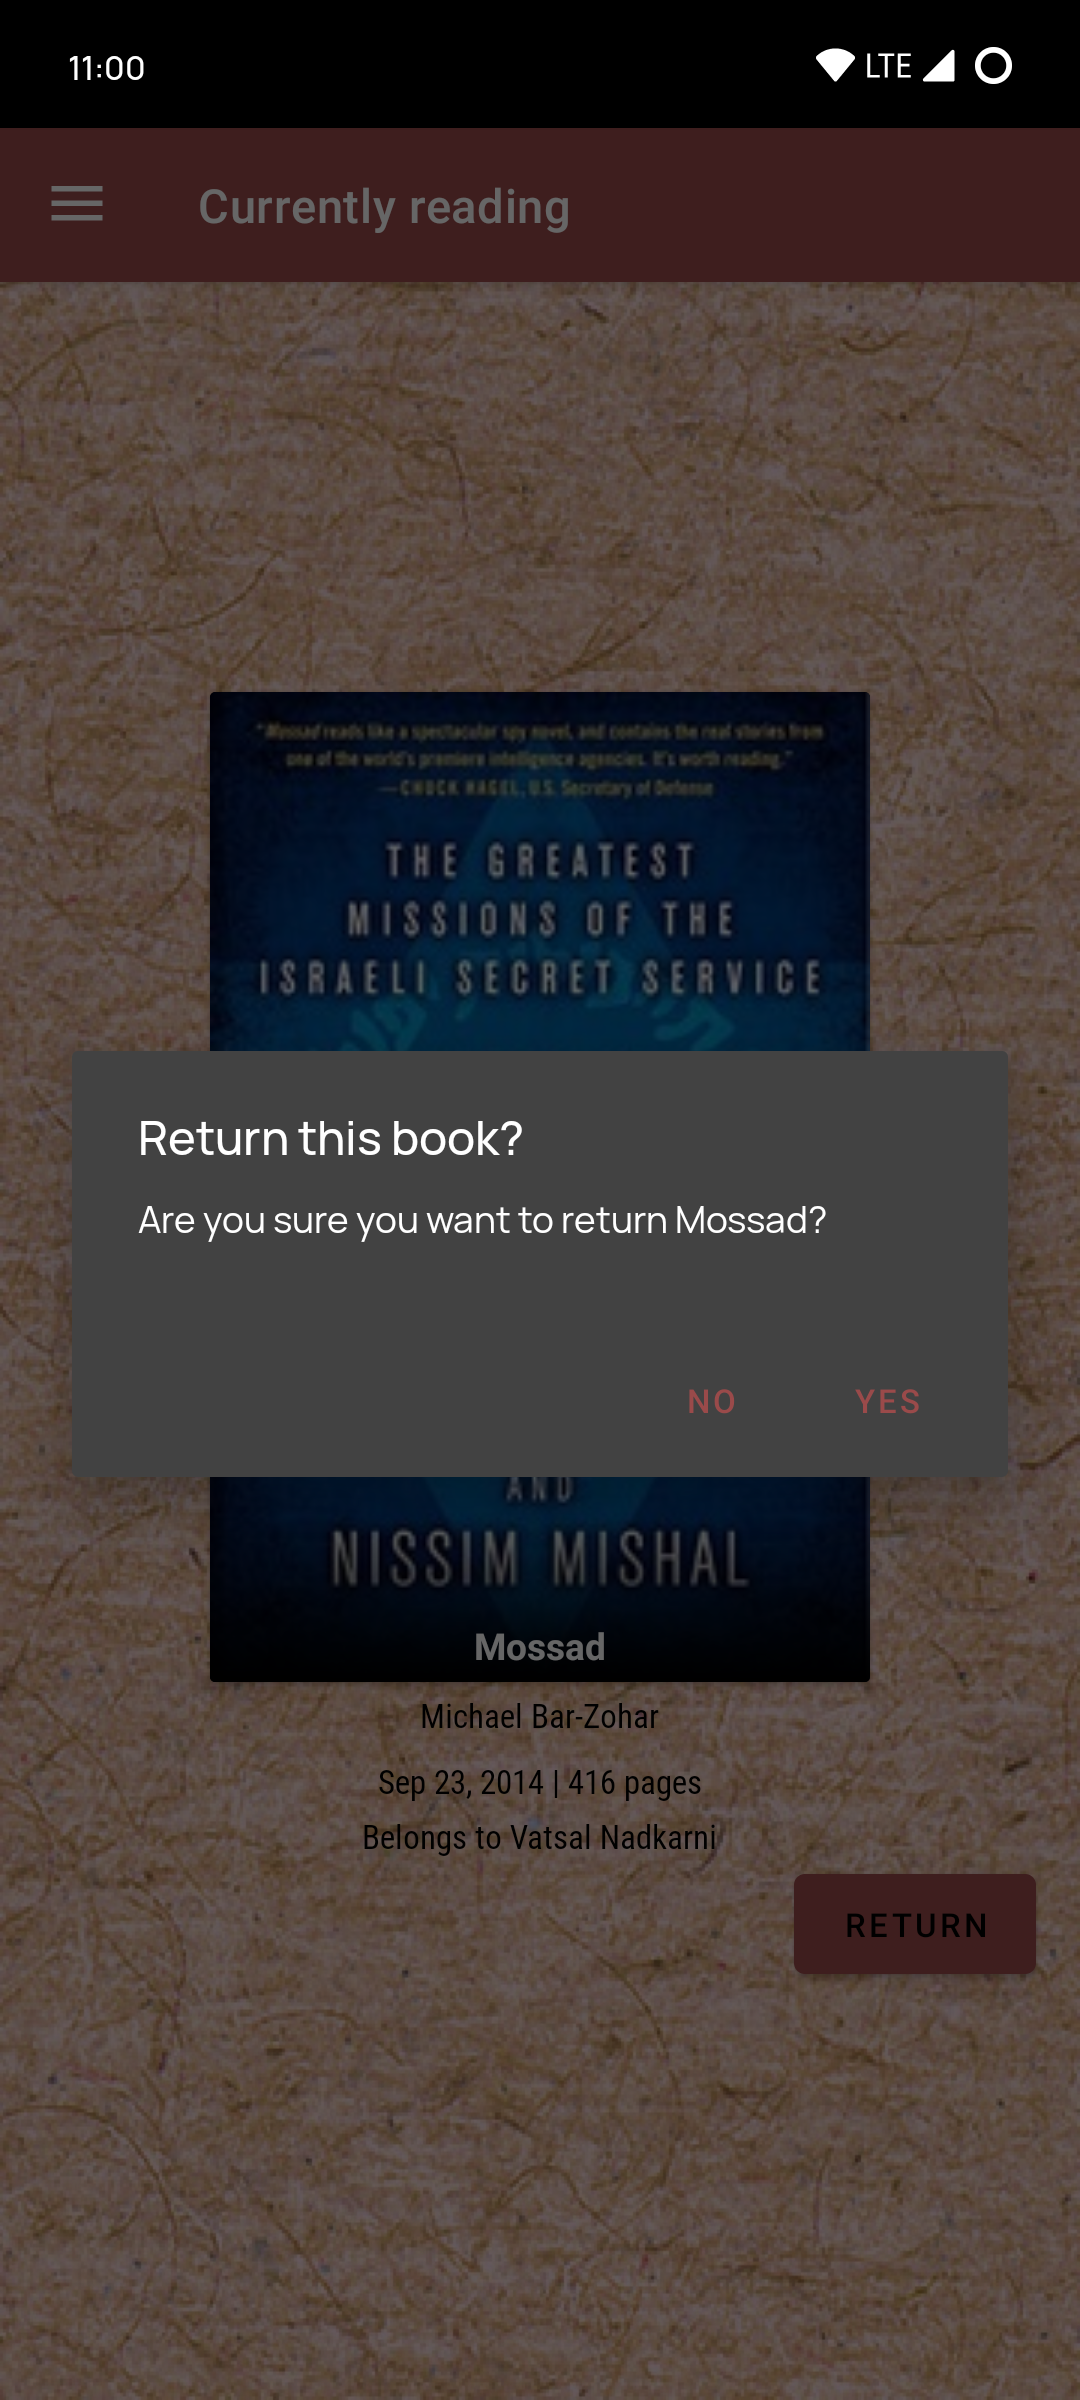 11:00
LTE
Currently reading
"Mossad reads like a spectacular spy novel, and contains the real stories from
one of the world's premiere intelligence agencies. It's worth reading."
—CHUCK HAGEL, U.S. Secretary of Defense
THE GREATEST
MISSIONS OF THE
ISRAELI SECRET SERVICE
Return this book?
Are you sure you want to return Mossad?
NO
YES
AND
NISSIM MISHAL
Mossad
Michael Bar-Zohar
Sep 23, 2014 | 416 pages
Belongs to Vatsal Nadkarni
RETURN